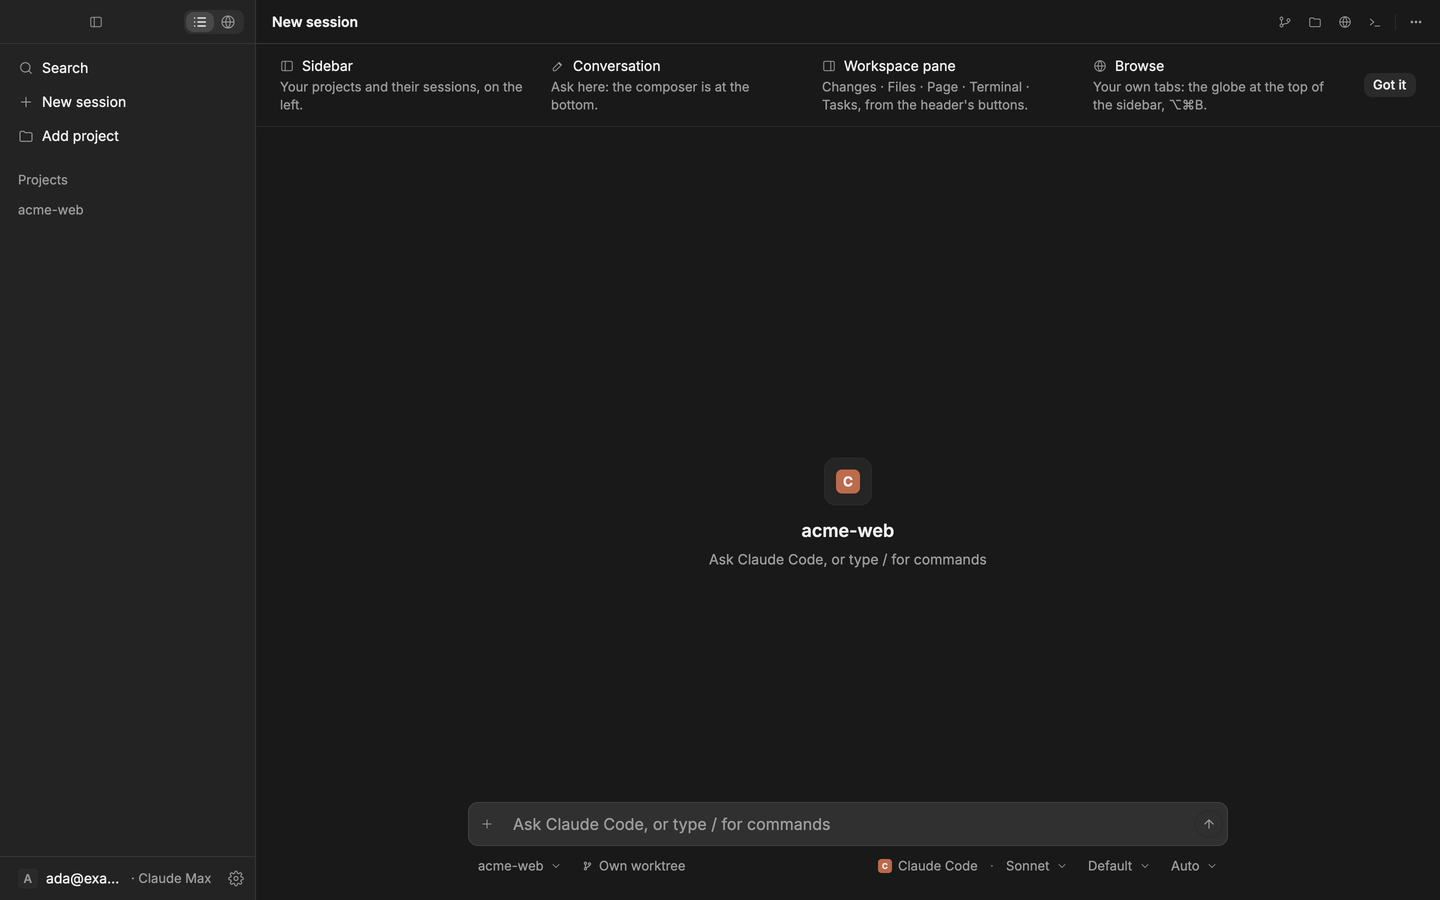 New session
Search
New session
Add project
Projects
acme-web
Sidebar
Your projects and their sessions, on the
left.
Conversation
Ask here: the composer is at the
bottom.
Workspace pane
Changes · Files · Page · Terminal ·
Tasks, from the header's buttons.
Browse
Your own tabs: the globe at the top of
the sidebar, ⌥⌘B.
Got it
C
acme-web
Ask Claude Code, or type / for commands
Ask Claude Code, or type / for commands
acme-web
Own worktree
C Claude Code · Sonnet
Default
Auto
A ada@exa... · Claude Max